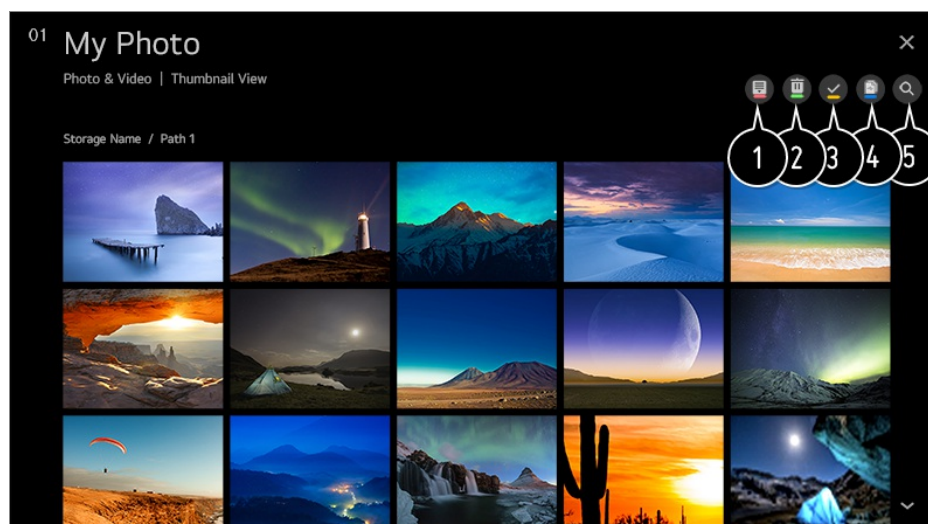 01
My Photo
Photo & Video | Thumbnail View
1 2 3 4 5
Storage Name / Path 1